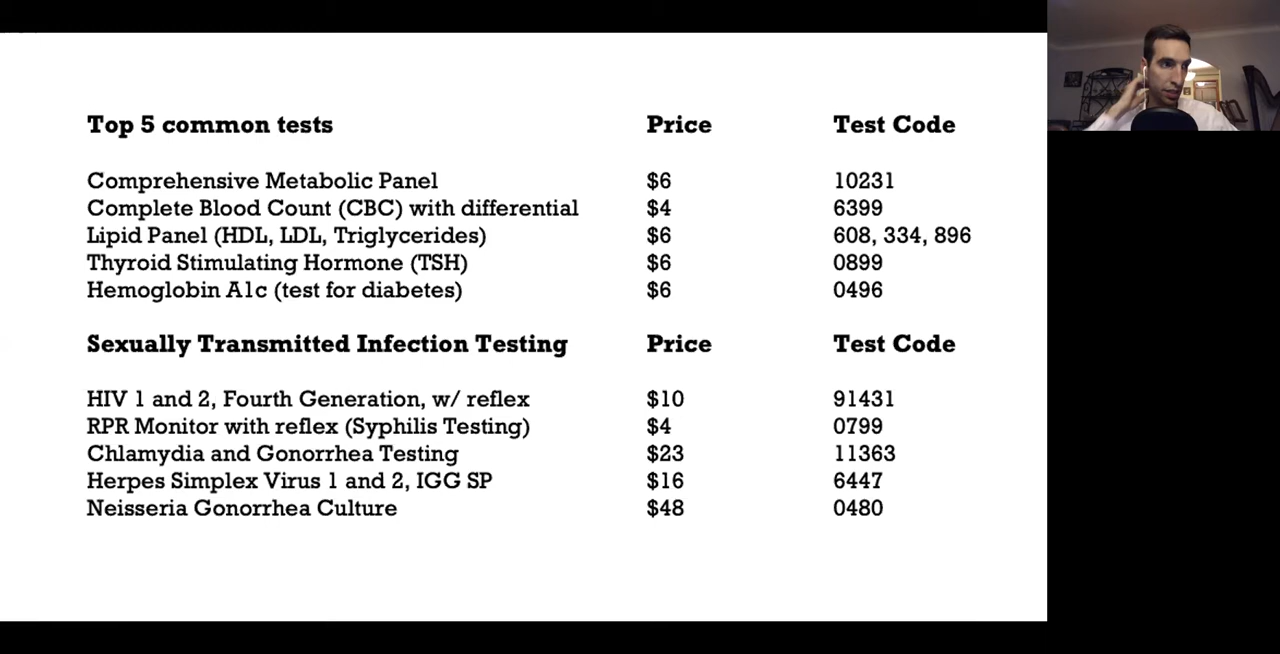 Top 5 common tests Price Test Code
Comprehensive Metabolic Panel $6 10231
Complete Blood Count (CBC) with differential $4 6399
Lipid Panel (HDL, LDL, Triglycerides) $6 608, 334, 896
Thyroid Stimulating Hormone (TSH) $6 0899
Hemoglobin A1c (test for diabetes) $6 0496
Sexually Transmitted Infection Testing Price Test Code
HIV 1 and 2, Fourth Generation, w/ reflex $10 91431
RPR Monitor with reflex (Syphilis Testing) $4 0799
Chlamydia and Gonorrhea Testing $23 11363
Herpes Simplex Virus 1 and 2, IGG SP $16 6447
Neisseria Gonorrhea Culture $48 0480